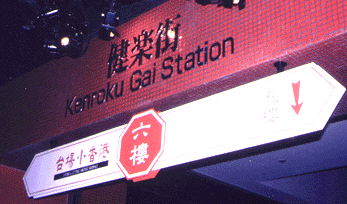 健楽街
Kenroku Gai Station
台場小香港
六
樓